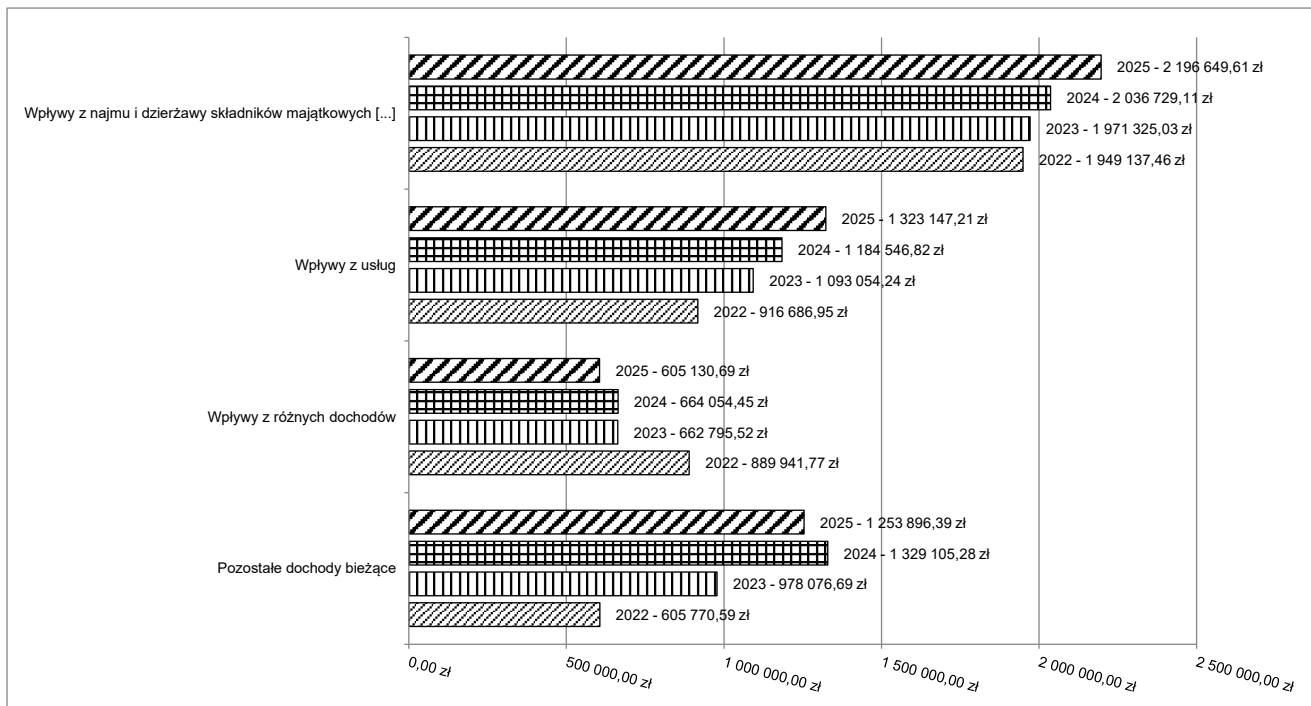 2025 - 2 196 649,61 zł
2024 - 2 036 729,11 zł
Wpływy z najmu i dzierżawy składników majątkowych [...]
2023 - 1 971 325,03 zł
2022 - 1 949 137,46 zł
2025 - 1 323 147,21 zł
2024 - 1 184 546,82 zł
Wpływy z usług
2023 - 1 093 054,24 zł
2022 - 916 686,95 zł
2025 - 605 130,69 zł
2024 - 664 054,45 zł
Wpływy z różnych dochodów
2023 - 662 795,52 zł
2022 - 889 941,77 zł
2025 - 1 253 896,39 zł
2024 - 1 329 105,28 zł
Pozostałe dochody bieżące
2023 - 978 076,69 zł
2022 - 605 770,59 zł
0,00 zł
500 000,00 zł
1 000 000,00 zł
1 500 000,00 zł
2 000 000,00 zł
2 500 000,00 zł